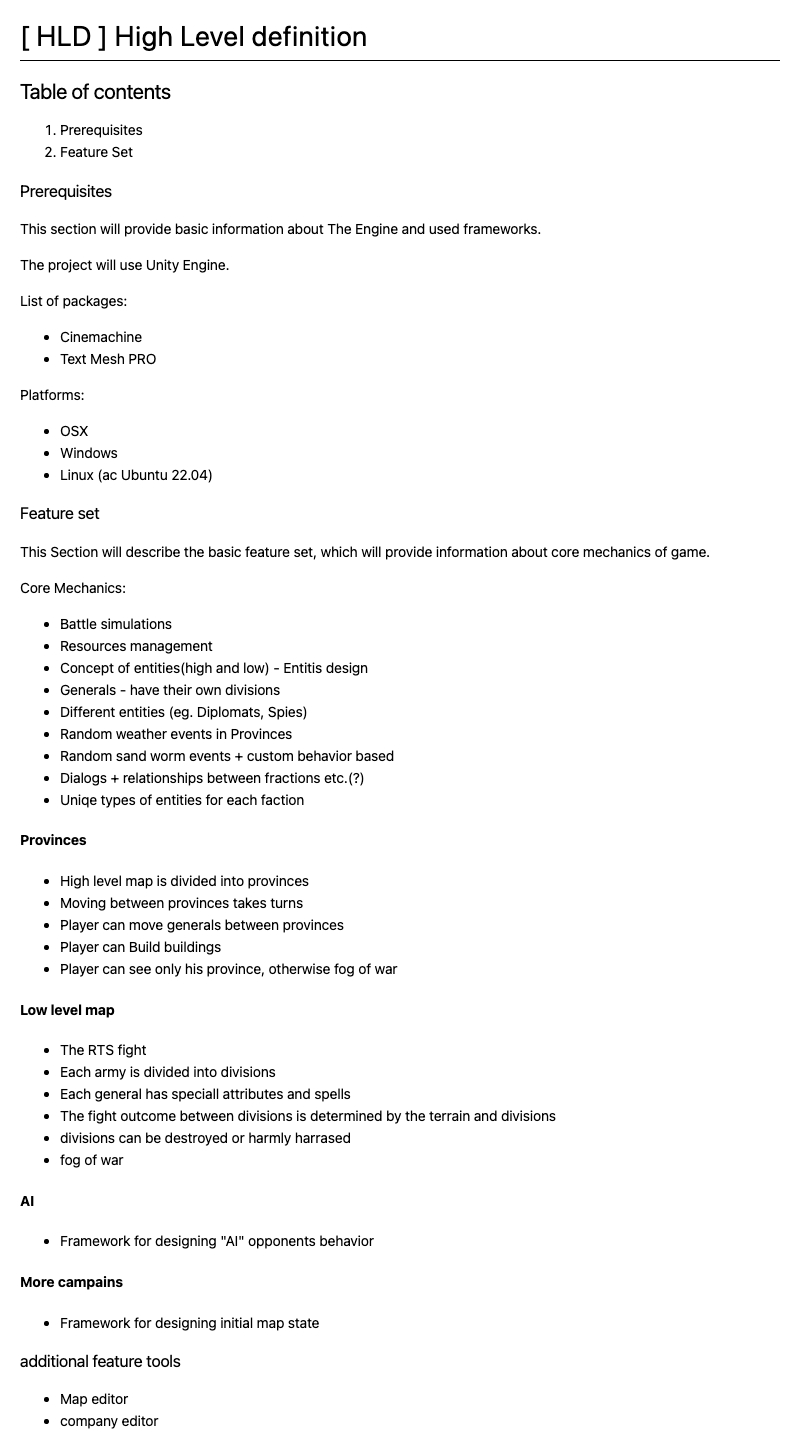 [ HLD ] High Level definition
Table of contents
1. Prerequisites
2. Feature Set
Prerequisites
This section will provide basic information about The Engine and used frameworks.
The project will use Unity Engine.
List of packages:
• Cinemachine
• Text Mesh PRO
Platforms:
• OSX
• Windows
• Linux (ac Ubuntu 22.04)
Feature set
This Section will describe the basic feature set, which will provide information about core mechanics of game.
Core Mechanics:
• Battle simulations
• Resources management
• Concept of entities(high and low) - Entitis design
• Generals - have their own divisions
• Different entities (eg. Diplomats, Spies)
• Random weather events in Provinces
• Random sand worm events + custom behavior based
• Dialogs + relationships between fractions etc.(?)
• Uniqe types of entities for each faction
Provinces
• High level map is divided into provinces
• Moving between provinces takes turns
• Player can move generals between provinces
• Player can Build buildings
• Player can see only his province, otherwise fog of war
Low level map
• The RTS fight
• Each army is divided into divisions
• Each general has speciall attributes and spells
• The fight outcome between divisions is determined by the terrain and divisions
• divisions can be destroyed or harmly harrased
• fog of war
AI
• Framework for designing "AI" opponents behavior
More campains
• Framework for designing initial map state
additional feature tools
• Map editor
• company editor